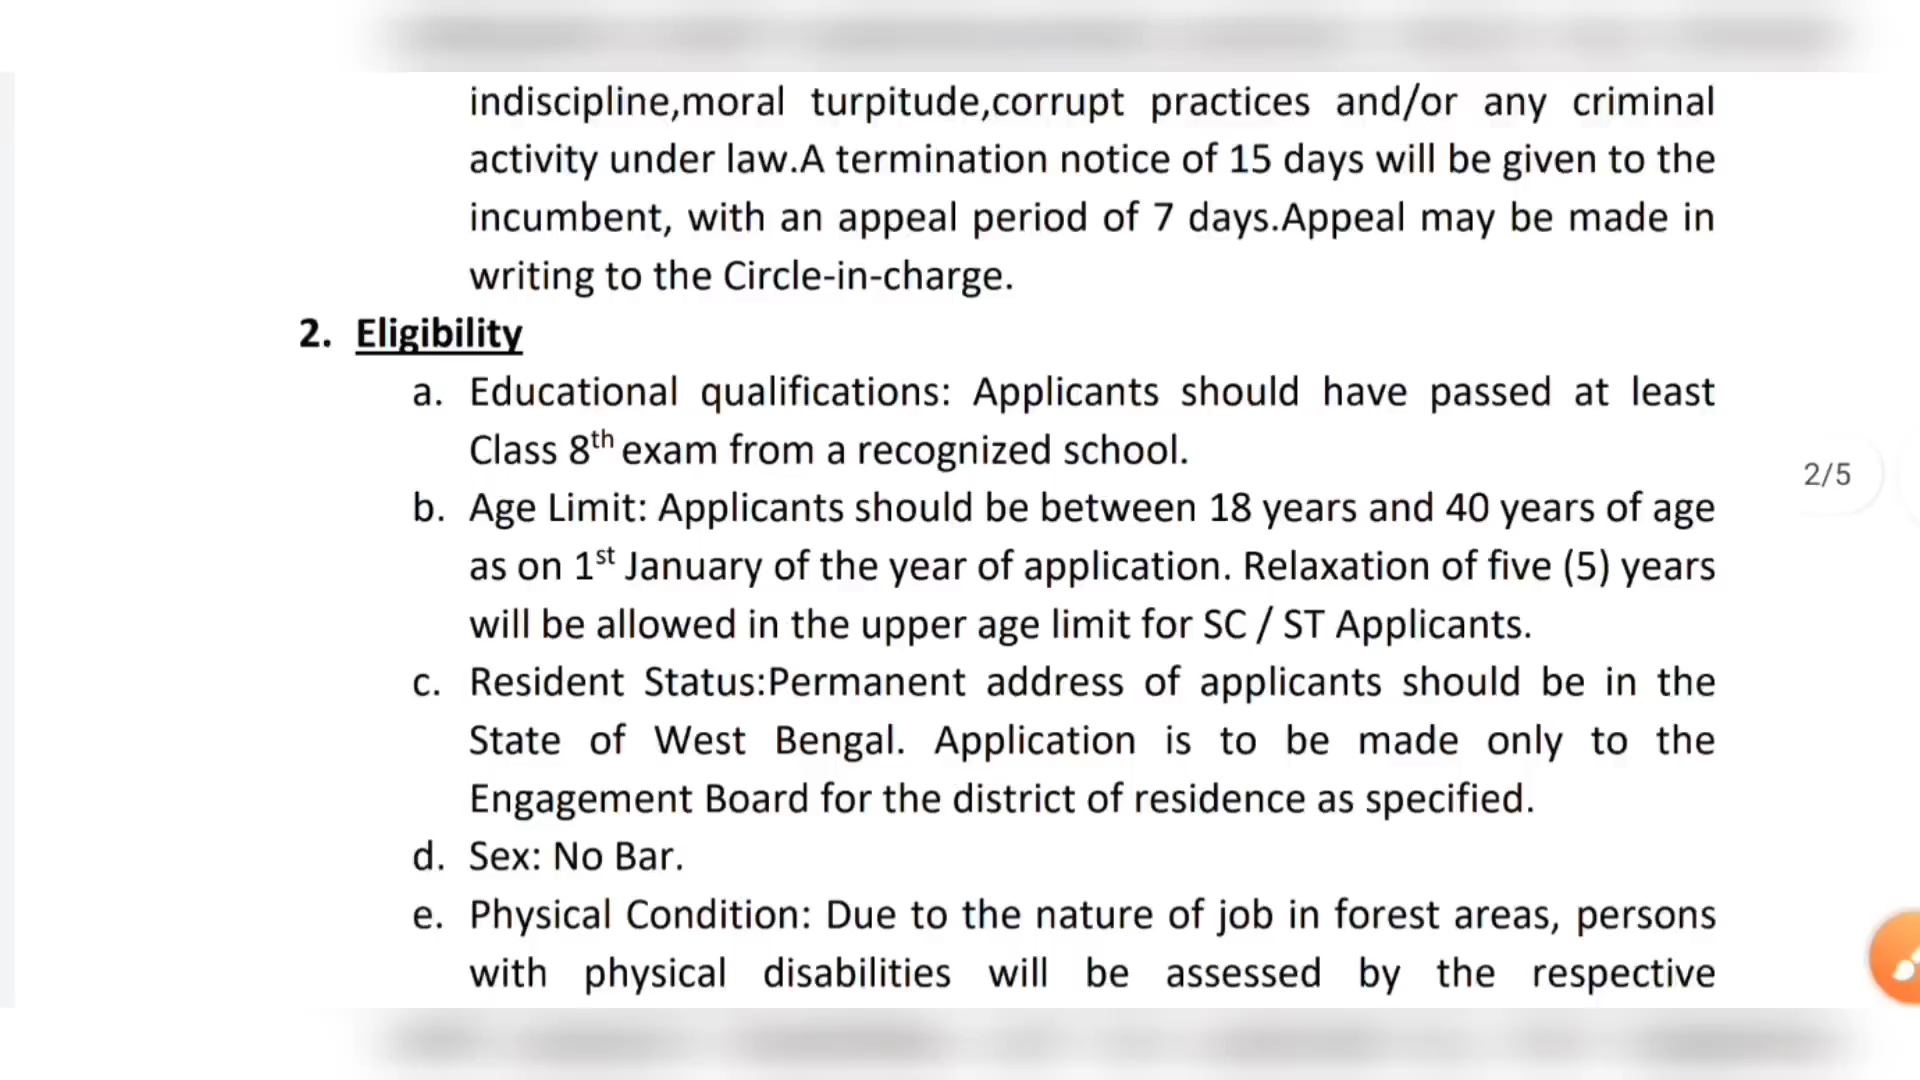 indiscipline,moral turpitude,corrupt practices and/or any criminal
activity under law.A termination notice of 15 days will be given to the
incumbent, with an appeal period of 7 days.Appeal may be made in
writing to the Circle-in-charge.
2. Eligibility
a. Educational qualifications: Applicants should have passed at least
Class 8th exam from a recognized school.
b. Age Limit: Applicants should be between 18 years and 40 years of age
as on 1st January of the year of application. Relaxation of five (5) years
will be allowed in the upper age limit for SC / ST Applicants.
c. Resident Status:Permanent address of applicants should be in the
State of West Bengal. Application is to be made only to the
Engagement Board for the district of residence as specified.
d. Sex: No Bar.
e. Physical Condition: Due to the nature of job in forest areas, persons
with physical disabilities will be assessed by the respective
2/5